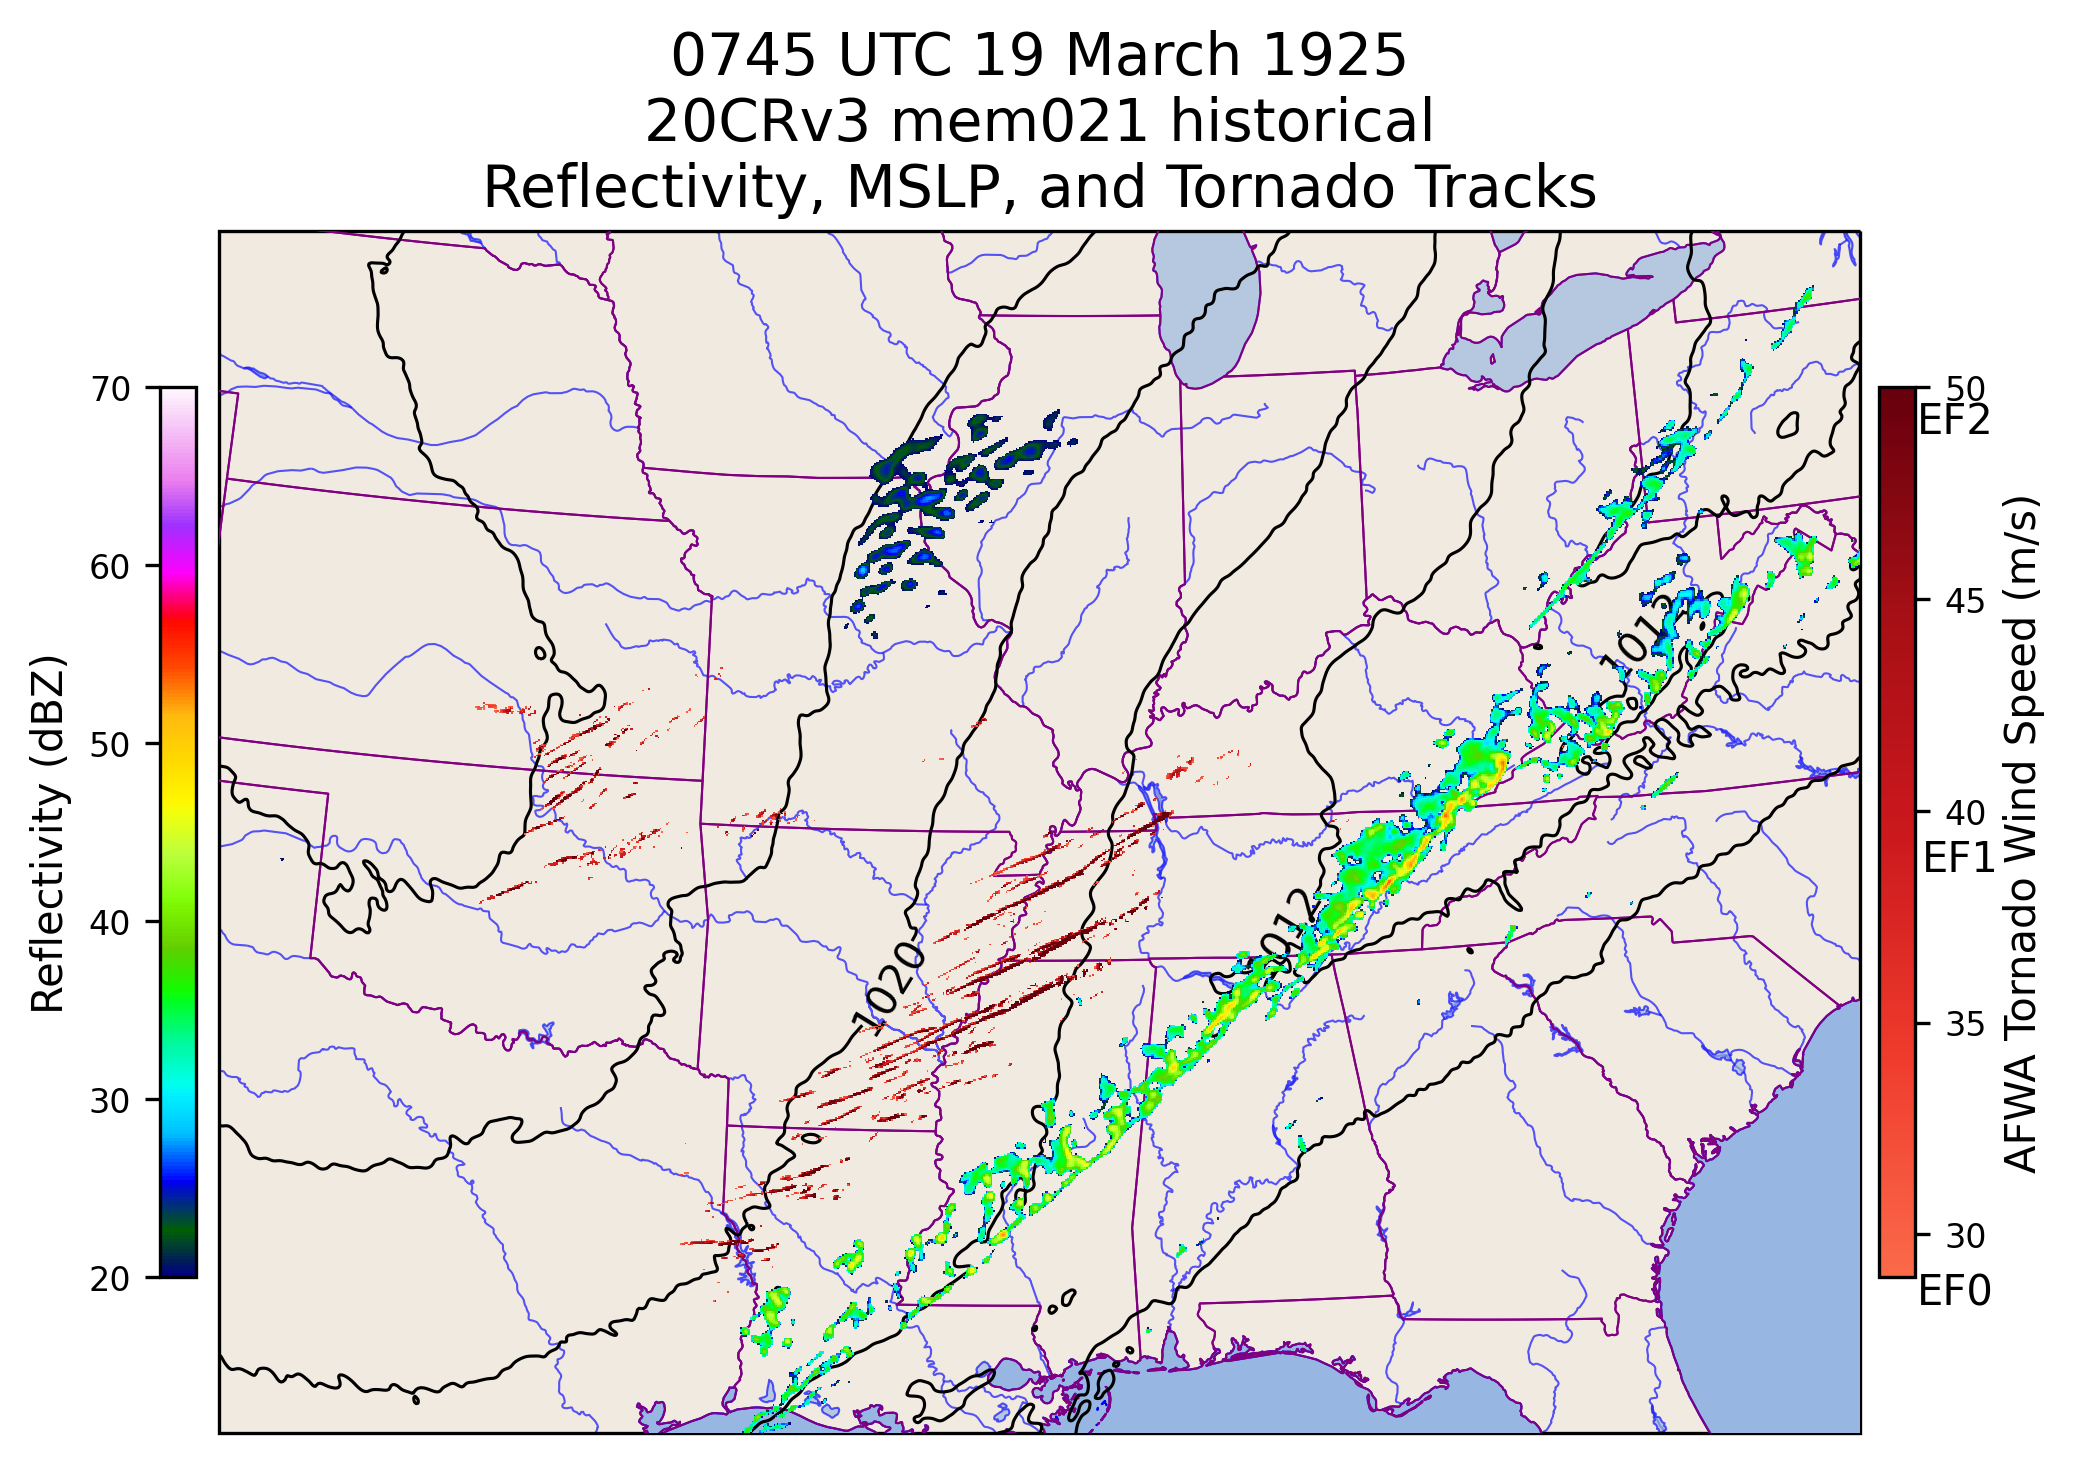 0745 UTC 19 March 1925
20CRv3 mem021 historical
Reflectivity, MSLP, and Tornado Tracks
70
60
50
40
30
20
Reflectivity (dBZ)
1012
1012
1020
50
EF2
45
40
EF1
35
30
EF0
AFWA Tornado Wind Speed (m/s)